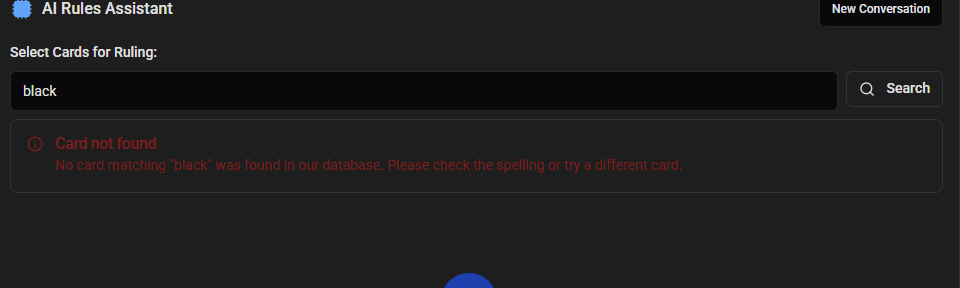 AI Rules Assistant
New Conversation
Select Cards for Ruling:
black
Search
Card not found
No card matching "black" was found in our database. Please check the spelling or try a different card.